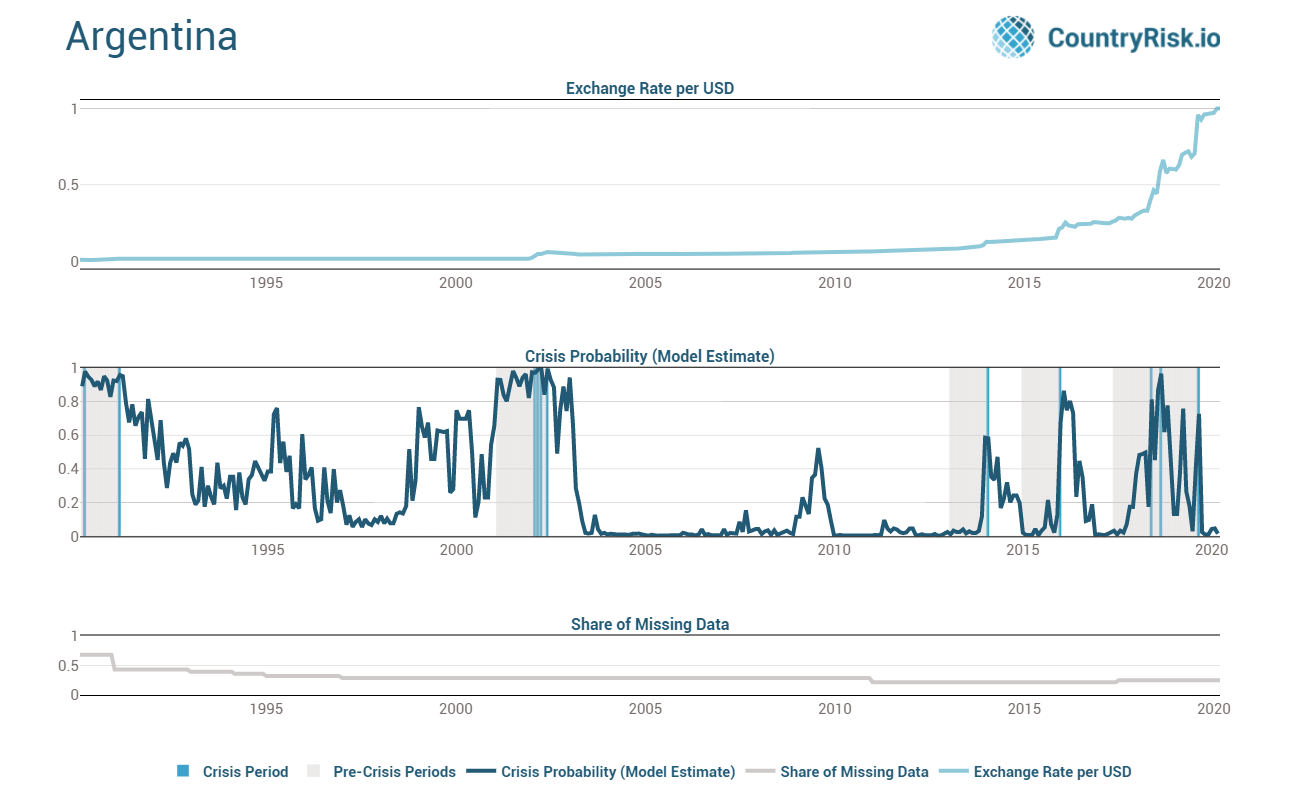 Argentina
CountryRisk.io
Exchange Rate per USD
1
0.5
0
1995 2000 2005 2010 2015 2020
Crisis Probability (Model Estimate)
1
0.8
0.6
0.4
0.2
0
1995 2000 2005 2010 2015 2020
Share of Missing Data
1
0.5
0
1995 2000 2005 2010 2015 2020
Crisis Period Pre-Crisis Periods Crisis Probability (Model Estimate) Share of Missing Data Exchange Rate per USD